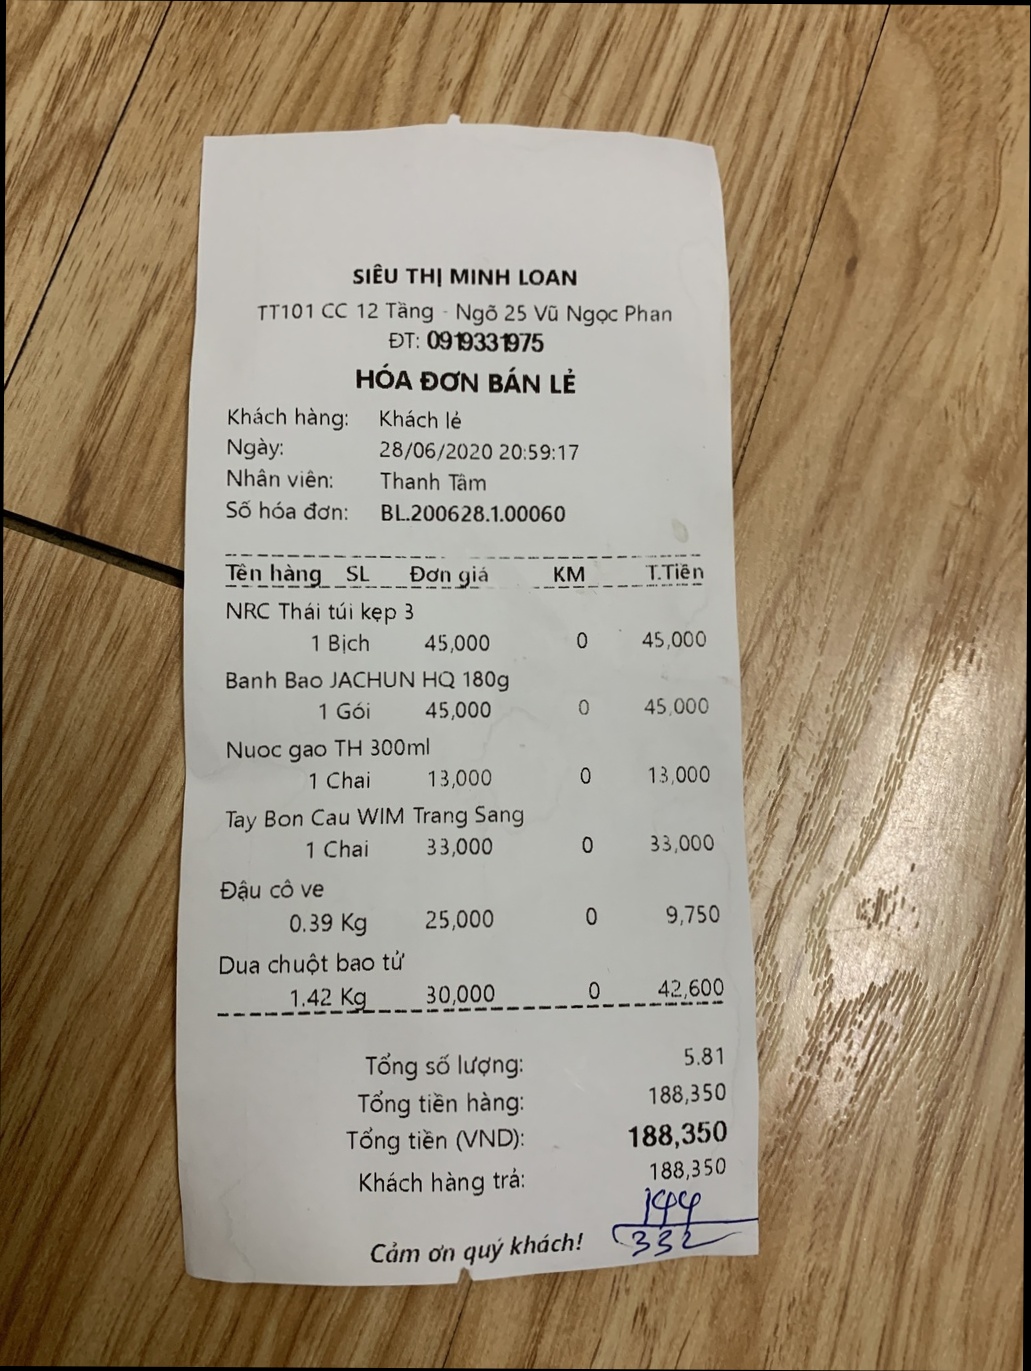 SIÊU THỊ MINH LOAN
TT101 CC 12 Tầng - Ngõ 25 Vũ Ngọc Phan
ĐT: 0919331975
HÓA ĐƠN BÁN LẺ
Khách hàng: Khách lẻ
Ngày: 28/06/2020 20:59:17
Nhân viên: Thanh Tâm
Số hóa đơn: BL.200628.1.00060
Tên hàng SL Đơn giá KM T.Tiền
NRC Thái túi kẹp 3
1 Bịch 45,000 0 45,000
Banh Bao JACHUN HQ 180g
1 Gói 45,000 0 45,000
Nuoc gao TH 300ml
1 Chai 13,000 0 13,000
Tay Bon Cau WIM Trang Sang
1 Chai 33,000 0 33,000
Đậu cô ve
0.39 Kg 25,000 0 9,750
Dua chuột bao tử
1.42 Kg 30,000 0 42,600
Tổng số lượng: 5.81
Tổng tiền hàng: 188,350
Tổng tiền (VND): 188,350
Khách hàng trả: 188,350
144
Cảm ơn quý khách! 332